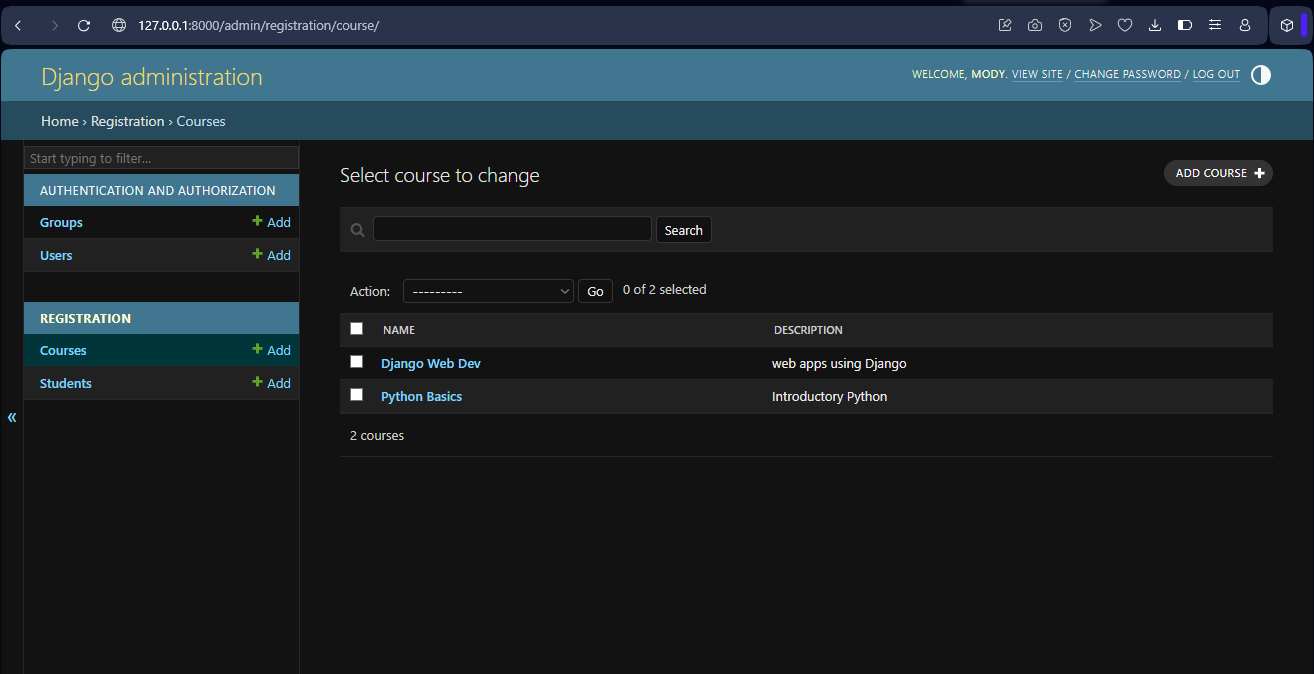 127.0.0.1:8000/admin/registration/course/
Django administration
WELCOME, MODY. VIEW SITE / CHANGE PASSWORD / LOG OUT
Home › Registration › Courses
Start typing to filter...
AUTHENTICATION AND AUTHORIZATION
Groups + Add
Users + Add
REGISTRATION
Courses + Add
Students + Add
«
Select course to change
ADD COURSE +
Search
Action: --------- Go 0 of 2 selected
NAME DESCRIPTION
Django Web Dev web apps using Django
Python Basics Introductory Python
2 courses